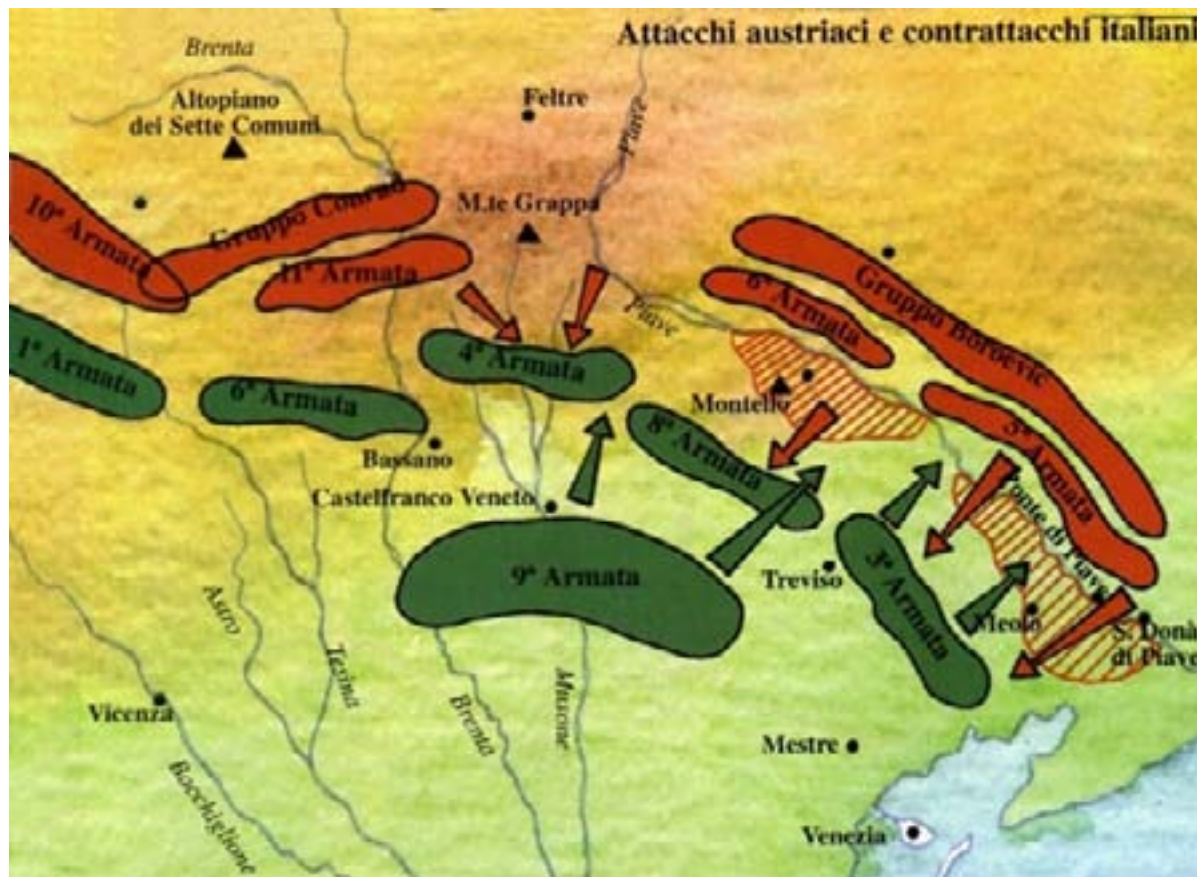 Attacchi austriaci e contrattacchi italiani
Brenta
Altopiano
dei Sette Comuni
Feltre
Piave
10ª Armata
Gruppo Conrad
M.te Grappa
11ª Armata
Piave
6ª Armata
Gruppo Boroevic
1ª Armata
4ª Armata
6ª Armata
Montello
8ª Armata
5ª Armata
Bassano
Castelfranco Veneto
Ponte di Piave
9ª Armata
Treviso
3ª Armata
Astro
Tesina
Meolo
S. Donà
di Piave
Vicenza
Brenta
Musone
Mestre
Bocchiglione
Venezia